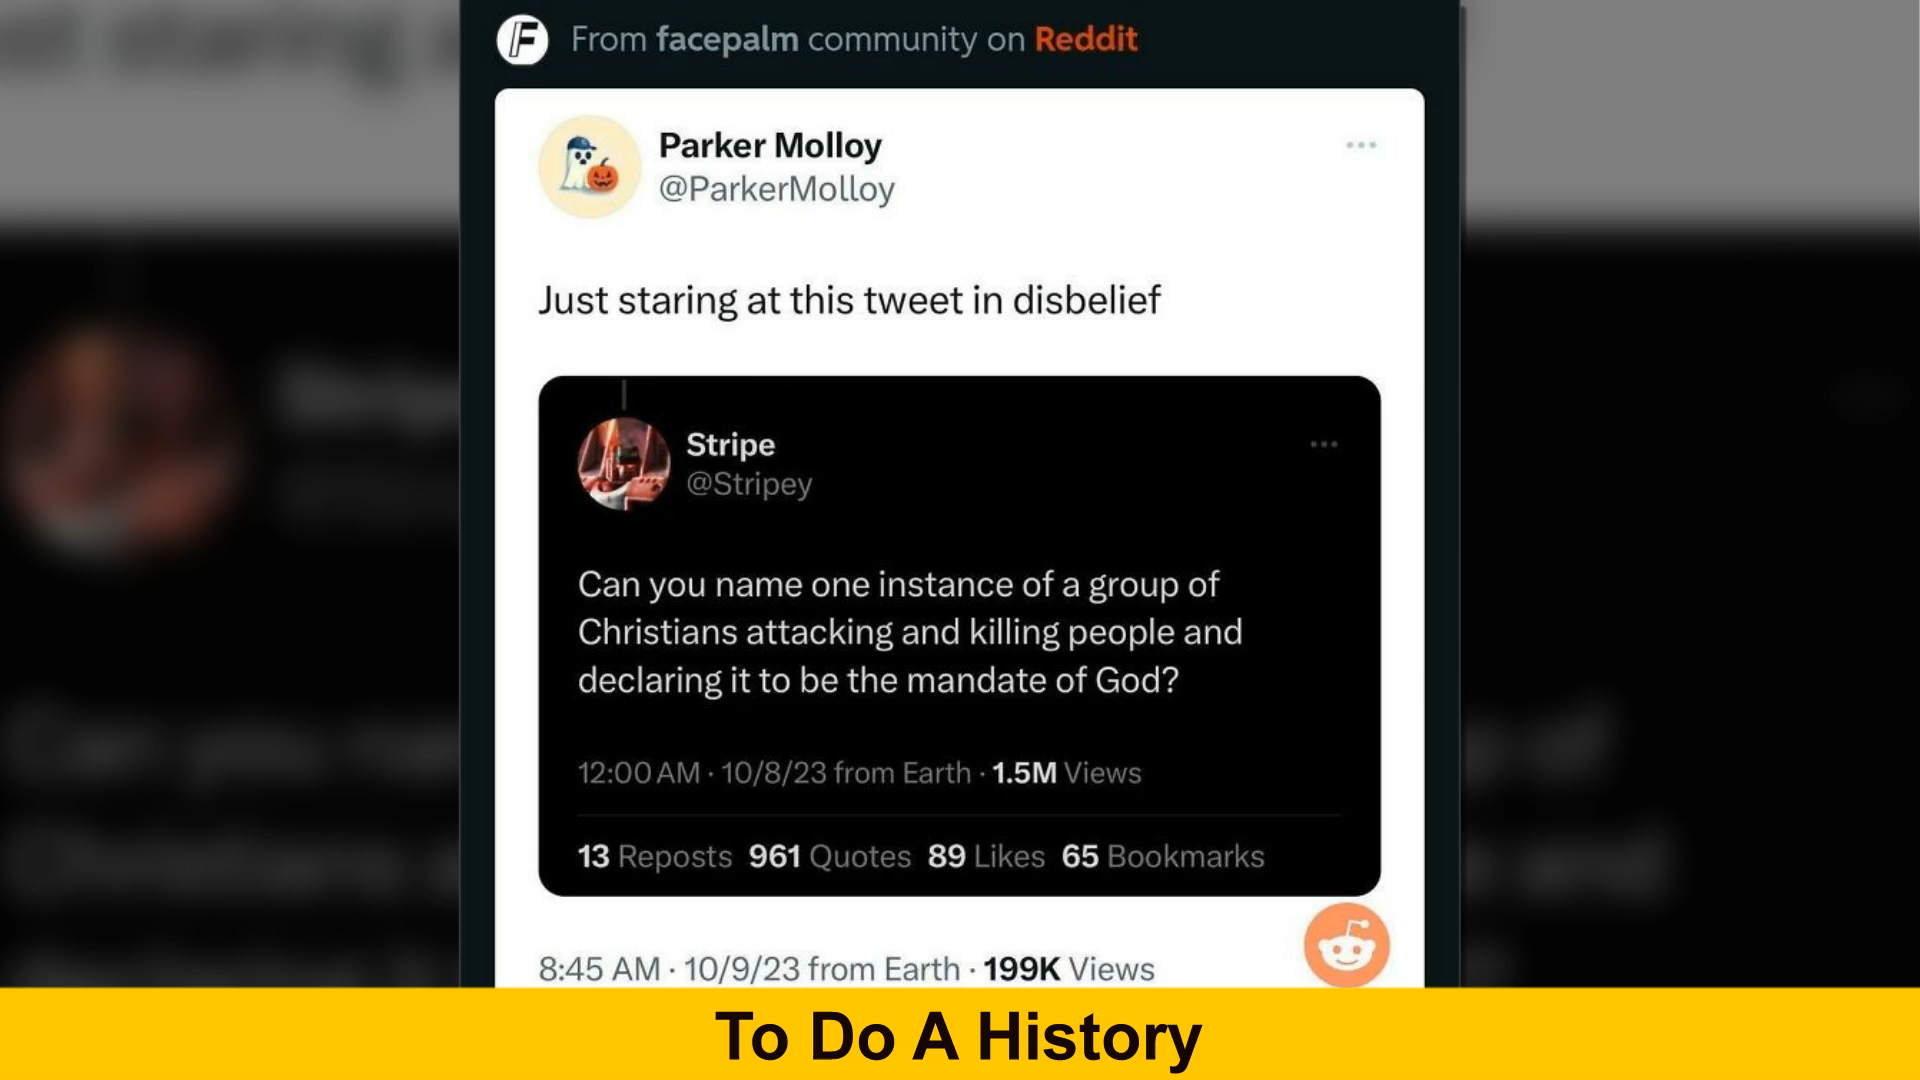 F From facepalm community on Reddit
Parker Molloy
@ParkerMolloy
Just staring at this tweet in disbelief
Stripe
@Stripey
Can you name one instance of a group of
Christians attacking and killing people and
declaring it to be the mandate of God?
12:00 AM · 10/8/23 from Earth · 1.5M Views
13 Reposts 961 Quotes 89 Likes 65 Bookmarks
8:45 AM · 10/9/23 from Earth · 199K Views
To Do A History